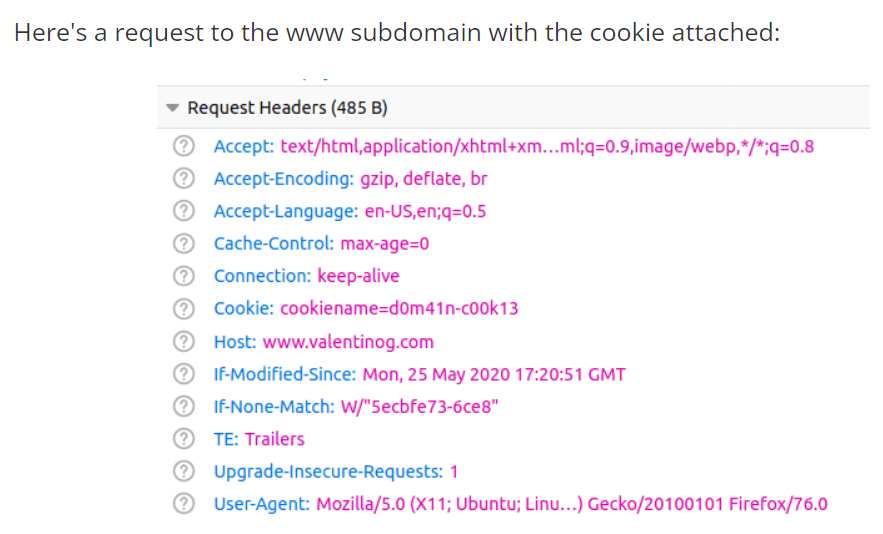 Here's a request to the www subdomain with the cookie attached:
Request Headers (485 B)
Accept: text/html,application/xhtml+xm...ml;q=0.9,image/webp,*/*;q=0.8
Accept-Encoding: gzip, deflate, br
Accept-Language: en-US,en;q=0.5
Cache-Control: max-age=0
Connection: keep-alive
Cookie: cookiename=d0m41n-c00k13
Host: www.valentinog.com
If-Modified-Since: Mon, 25 May 2020 17:20:51 GMT
If-None-Match: W/"5ecbfe73-6ce8"
TE: Trailers
Upgrade-Insecure-Requests: 1
User-Agent: Mozilla/5.0 (X11; Ubuntu; Linu...) Gecko/20100101 Firefox/76.0